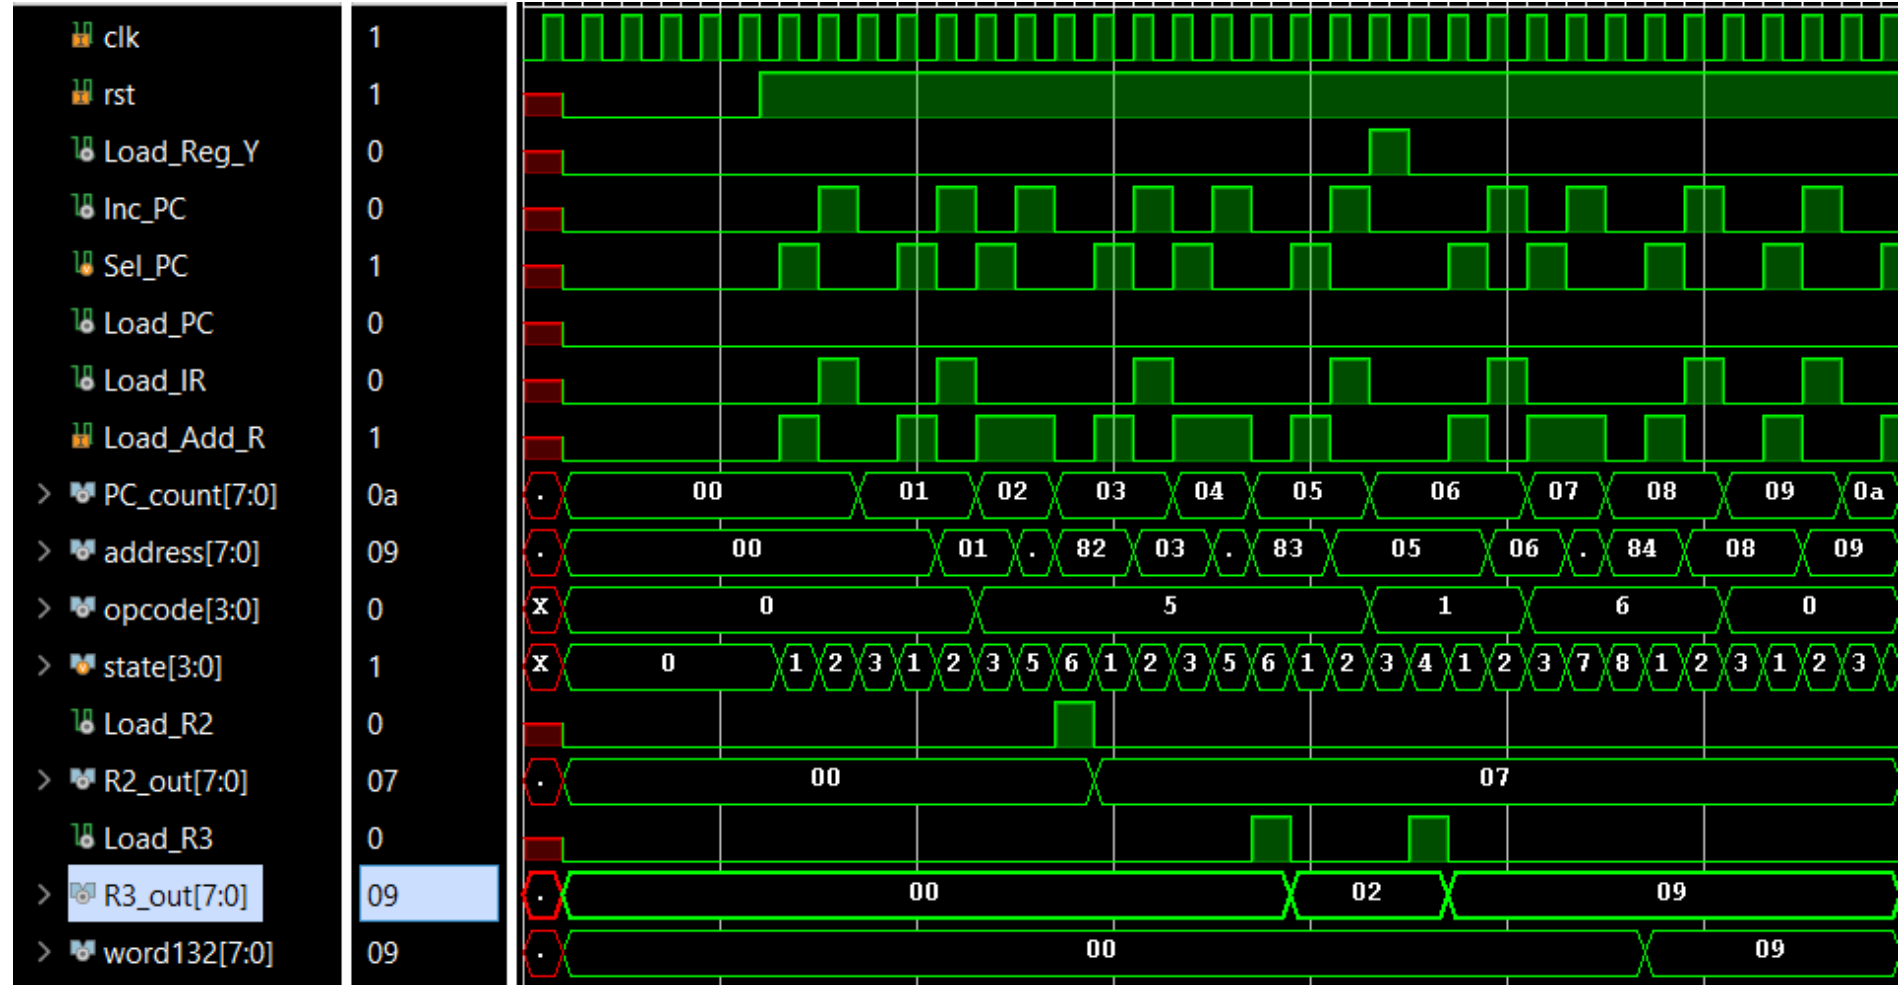 clk 1
rst 1
Load_Reg_Y 0
Inc_PC 0
Sel_PC 1
Load_PC 0
Load_IR 0
Load_Add_R 1
PC_count[7:0] 0a . 00 01 02 03 04 05 06 07 08 09 0a
address[7:0] 09 . 00 01 . 82 03 . 83 05 06 . 84 08 09
opcode[3:0] 0 X 0 5 1 6 0
state[3:0] 1 X 0 1 2 3 1 2 3 5 6 1 2 3 5 6 1 2 3 4 1 2 3 7 8 1 2 3 1 2 3
Load_R2 0
R2_out[7:0] 07 . 00 07
Load_R3 0
R3_out[7:0] 09 . 00 02 09
word132[7:0] 09 . 00 09